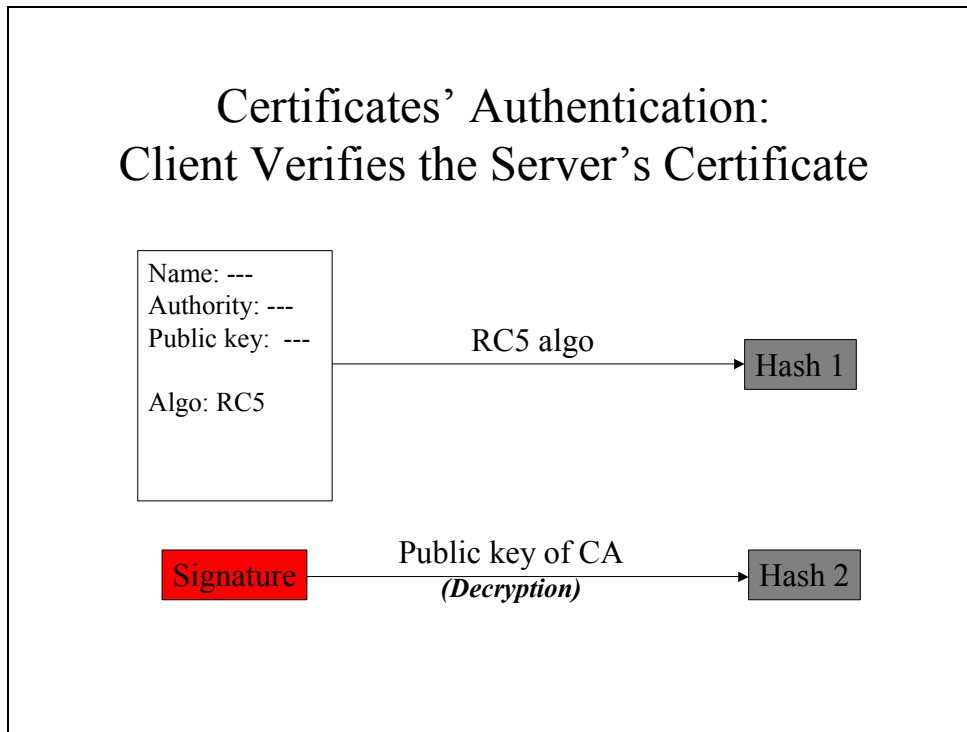 Certificates’ Authentication:
Client Verifies the Server’s Certificate
Name: ---
Authority: ---
Public key:  ---
Algo: RC5
RC5 algo
Hash 1
Signature
Public key of CA
(Decryption)
Hash 2